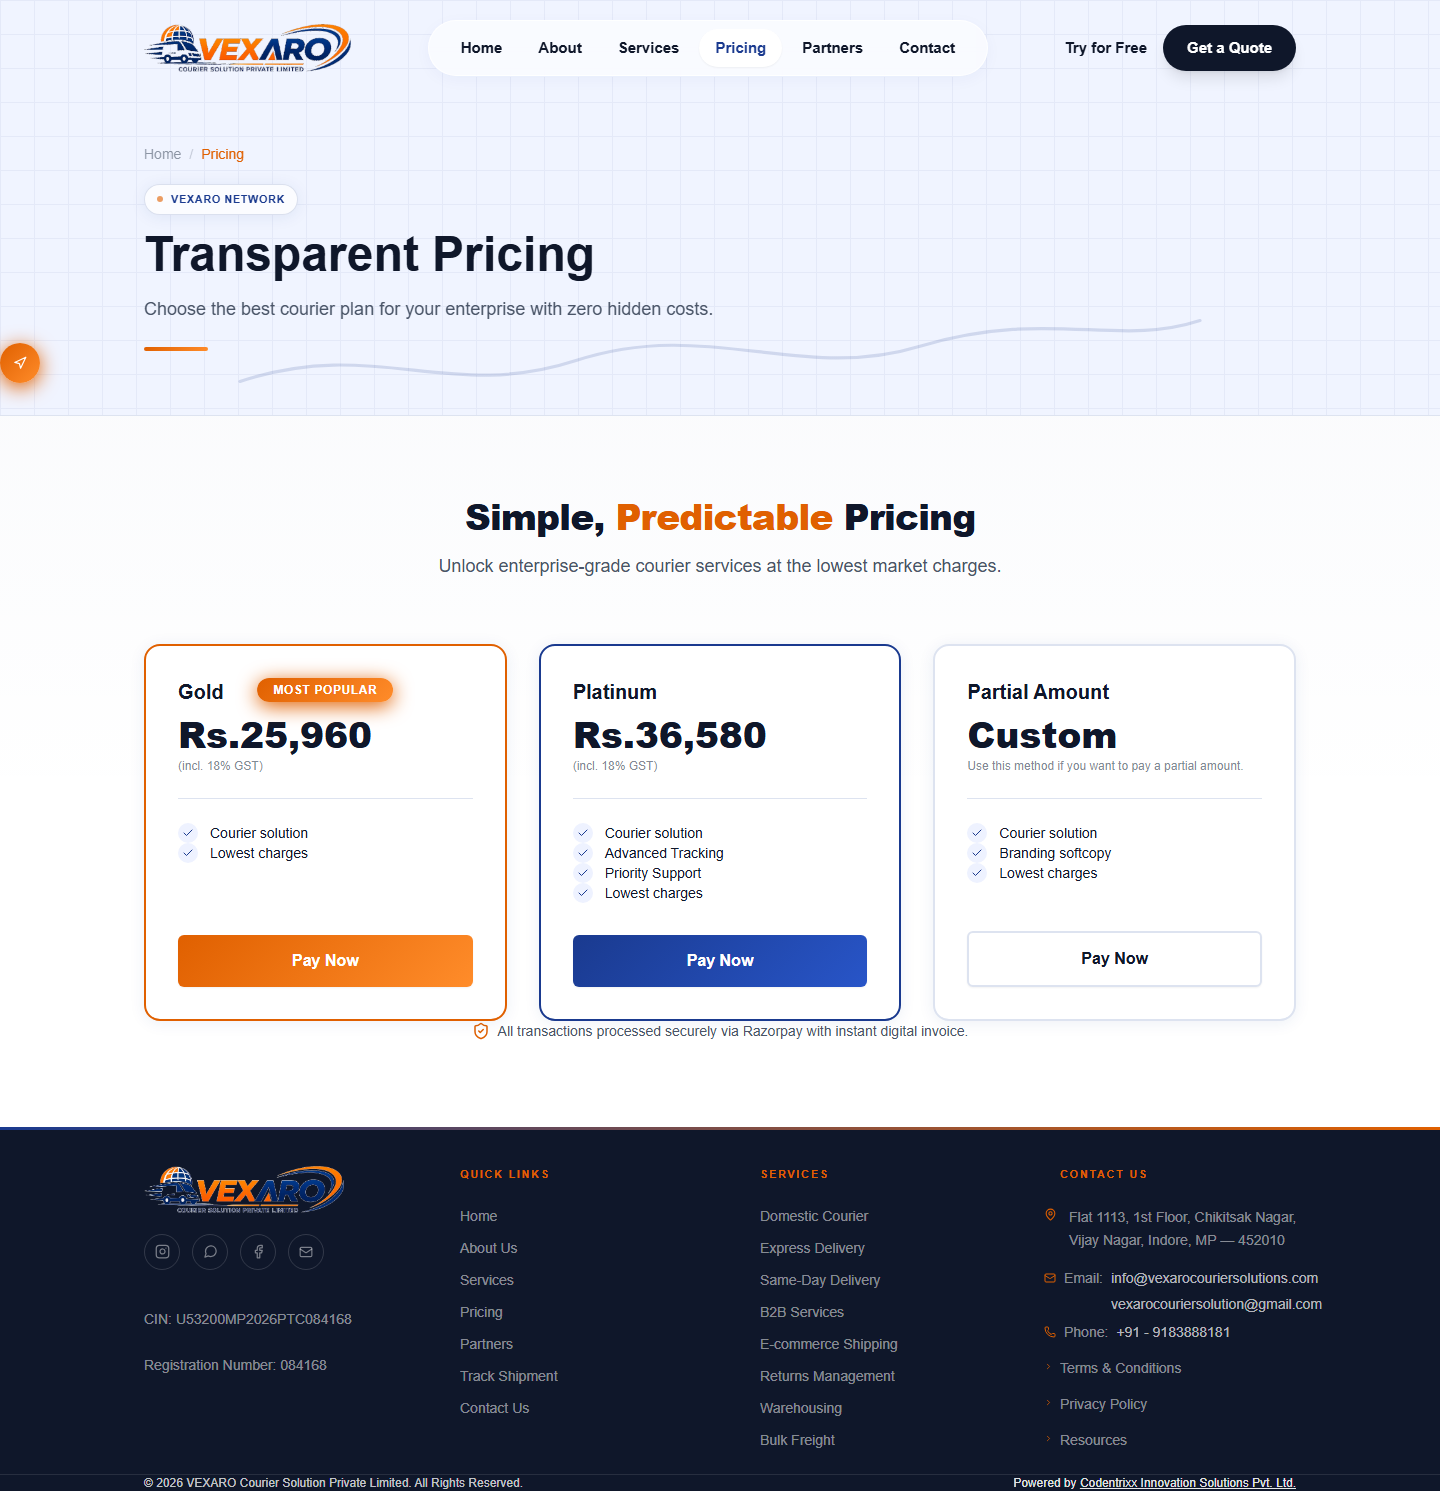 VEXARO
COURIER SOLUTION PRIVATE LIMITED
Home
About
Services
Pricing
Partners
Contact
Try for Free
Get a Quote
Home / Pricing
VEXARO NETWORK
Transparent Pricing
Choose the best courier plan for your enterprise with zero hidden costs.
Simple, Predictable Pricing
Unlock enterprise-grade courier services at the lowest market charges.
Gold
MOST POPULAR
Rs.25,960
(incl. 18% GST)
Courier solution
Lowest charges
Pay Now
Platinum
Rs.36,580
(incl. 18% GST)
Courier solution
Advanced Tracking
Priority Support
Lowest charges
Pay Now
Partial Amount
Custom
Use this method if you want to pay a partial amount.
Courier solution
Branding softcopy
Lowest charges
Pay Now
All transactions processed securely via Razorpay with instant digital invoice.
VEXARO
COURIER SOLUTION PRIVATE LIMITED
CIN: U53200MP2026PTC084168
Registration Number: 084168
QUICK LINKS
Home
About Us
Services
Pricing
Partners
Track Shipment
Contact Us
SERVICES
Domestic Courier
Express Delivery
Same-Day Delivery
B2B Services
E-commerce Shipping
Returns Management
Warehousing
Bulk Freight
CONTACT US
Flat 1113, 1st Floor, Chikitsak Nagar,
Vijay Nagar, Indore, MP — 452010
Email: info@vexarocouriersolutions.com
vexarocouriersolution@gmail.com
Phone: +91 - 9183888181
Terms & Conditions
Privacy Policy
Resources
© 2026 VEXARO Courier Solution Private Limited. All Rights Reserved.
Powered by Codentrixx Innovation Solutions Pvt. Ltd.